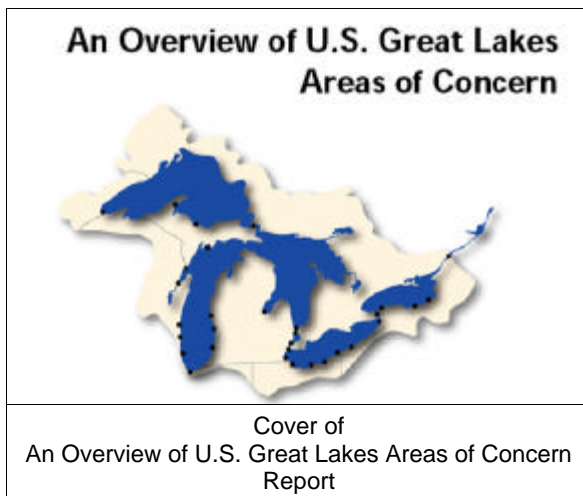 An Overview of U.S. Great Lakes
Areas of Concern
Cover of
An Overview of U.S. Great Lakes Areas of Concern
Report